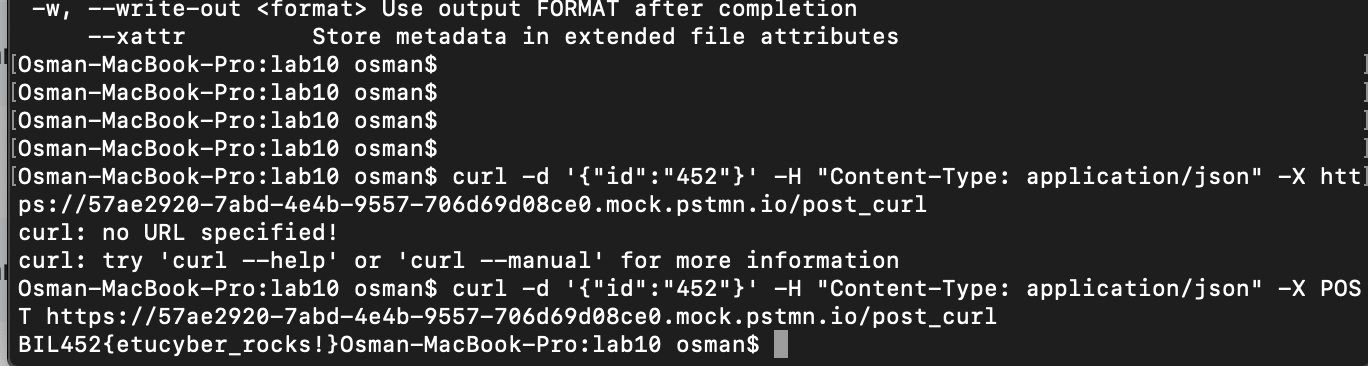 -w, --write-out <format> Use output FORMAT after completion
--xattr Store metadata in extended file attributes
[Osman-MacBook-Pro:lab10 osman$ ]
[Osman-MacBook-Pro:lab10 osman$ ]
[Osman-MacBook-Pro:lab10 osman$ ]
[Osman-MacBook-Pro:lab10 osman$ ]
[Osman-MacBook-Pro:lab10 osman$ curl -d '{"id":"452"}' -H "Content-Type: application/json" -X htt]
ps://57ae2920-7abd-4e4b-9557-706d69d08ce0.mock.pstmn.io/post_curl
curl: no URL specified!
curl: try 'curl --help' or 'curl --manual' for more information
Osman-MacBook-Pro:lab10 osman$ curl -d '{"id":"452"}' -H "Content-Type: application/json" -X POS
T https://57ae2920-7abd-4e4b-9557-706d69d08ce0.mock.pstmn.io/post_curl
BIL452{etucyber_rocks!}Osman-MacBook-Pro:lab10 osman$